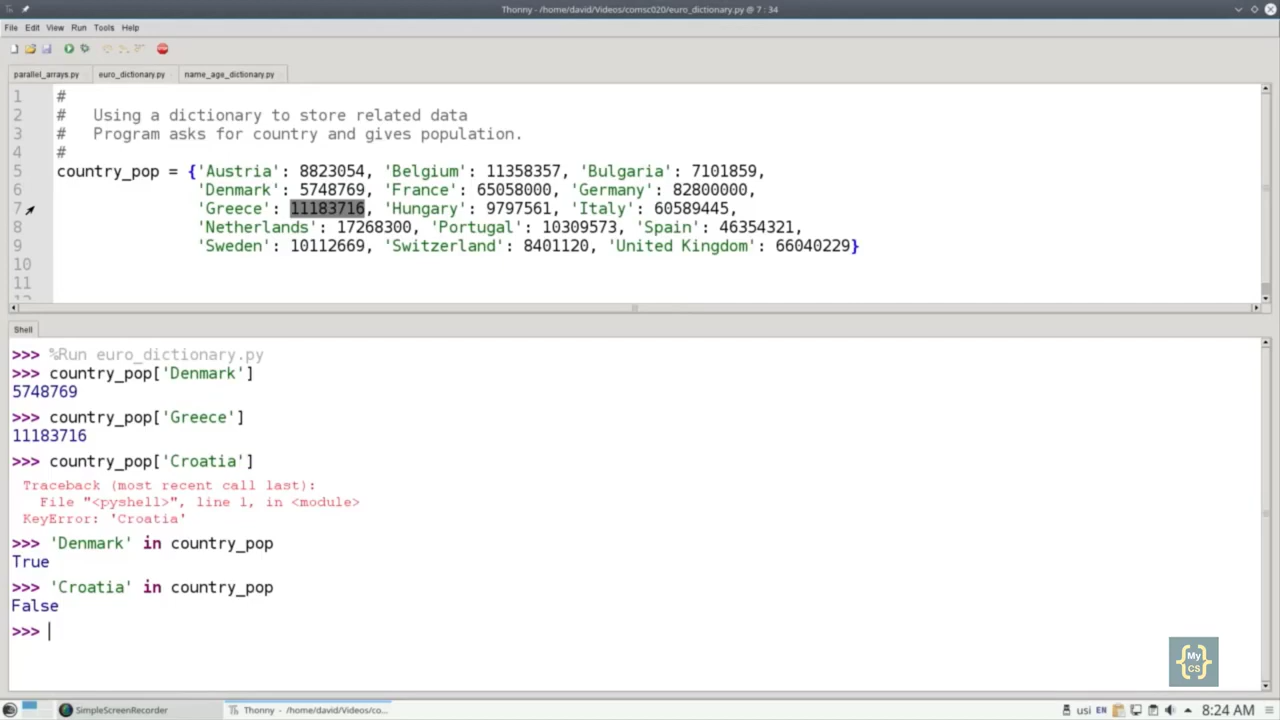 Thonny - /home/david/Videos/comsc020/euro_dictionary.py @ 7 : 34
File Edit View Run Tools Help
parallel_arrays.py euro_dictionary.py name_age_dictionary.py
1 #
2 #   Using a dictionary to store related data
3 #   Program asks for country and gives population.
4 #
5 country_pop = {'Austria': 8823054, 'Belgium': 11358357, 'Bulgaria': 7101859,
6 'Denmark': 5748769, 'France': 65058000, 'Germany': 82800000,
7 'Greece': 11183716, 'Hungary': 9797561, 'Italy': 60589445,
8 'Netherlands': 17268300, 'Portugal': 10309573, 'Spain': 46354321,
9 'Sweden': 10112669, 'Switzerland': 8401120, 'United Kingdom': 66040229}
10
11
12
Shell
>>> %Run euro_dictionary.py
>>> country_pop['Denmark']
5748769
>>> country_pop['Greece']
11183716
>>> country_pop['Croatia']
Traceback (most recent call last):
File "<pyshell>", line 1, in <module>
KeyError: 'Croatia'
>>> 'Denmark' in country_pop
True
>>> 'Croatia' in country_pop
False
>>>
{My CS}
SimpleScreenRecorder Thonny - /home/david/Videos/co... usi EN 8:24 AM